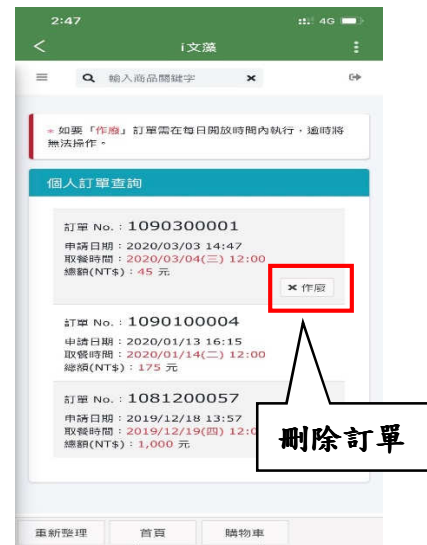 2:47
4G
i文藻
輸入商品關鍵字
* 如要「作廢」訂單需在每日開放時間內執行，逾時將
無法操作。
個人訂單查詢
訂單 No.：1090300001
申請日期：2020/03/03 14:47
取餐時間：2020/03/04(三) 12:00
總額(NT$)：45 元
作廢
訂單 No.：1090100004
申請日期：2020/01/13 16:15
取餐時間：2020/01/14(二) 12:00
總額(NT$)：175 元
訂單 No.：1081200057
申請日期：2019/12/18 13:57
取餐時間：2019/12/19(四) 12:0
總額(NT$)：1,000 元
刪除訂單
重新整理 首頁 購物車